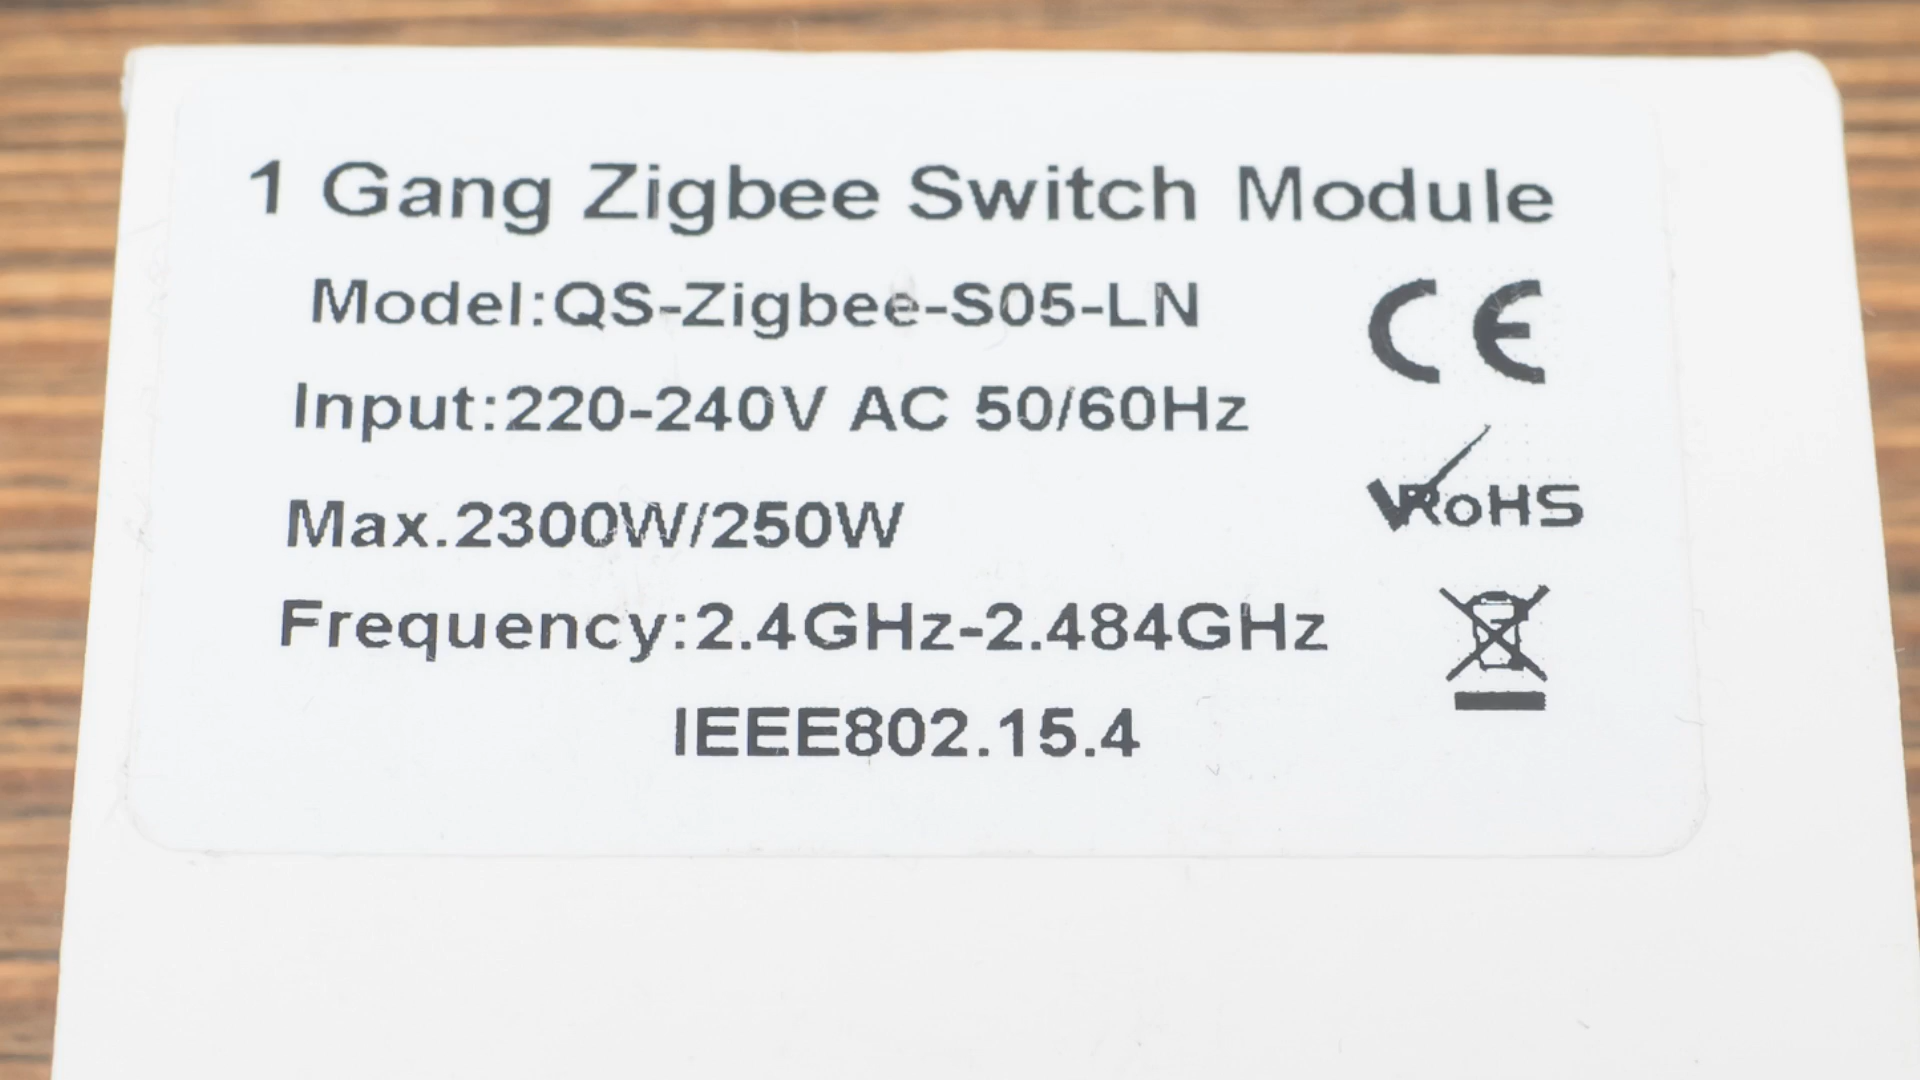 1 Gang Zigbee Switch Module
Model:QS-Zigbee-S05-LN
CE
Input:220-240V AC 50/60Hz
RoHS
Max.2300W/250W
Frequency:2.4GHz-2.484GHz
IEEE802.15.4